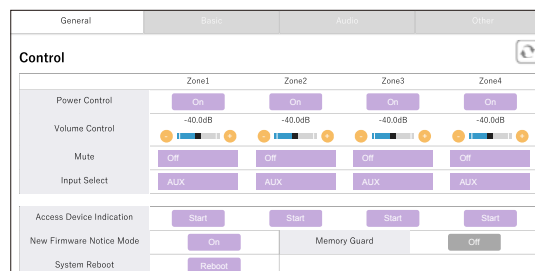 General Basic Audio Other
Control
Zone1 Zone2 Zone3 Zone4
Power Control On On On On
-40.0dB -40.0dB -40.0dB -40.0dB
Volume Control
Mute Off Off Off Off
Input Select AUX AUX AUX AUX
Access Device Indication Start Start Start Start
New Firmware Notice Mode On Memory Guard Off
System Reboot Reboot